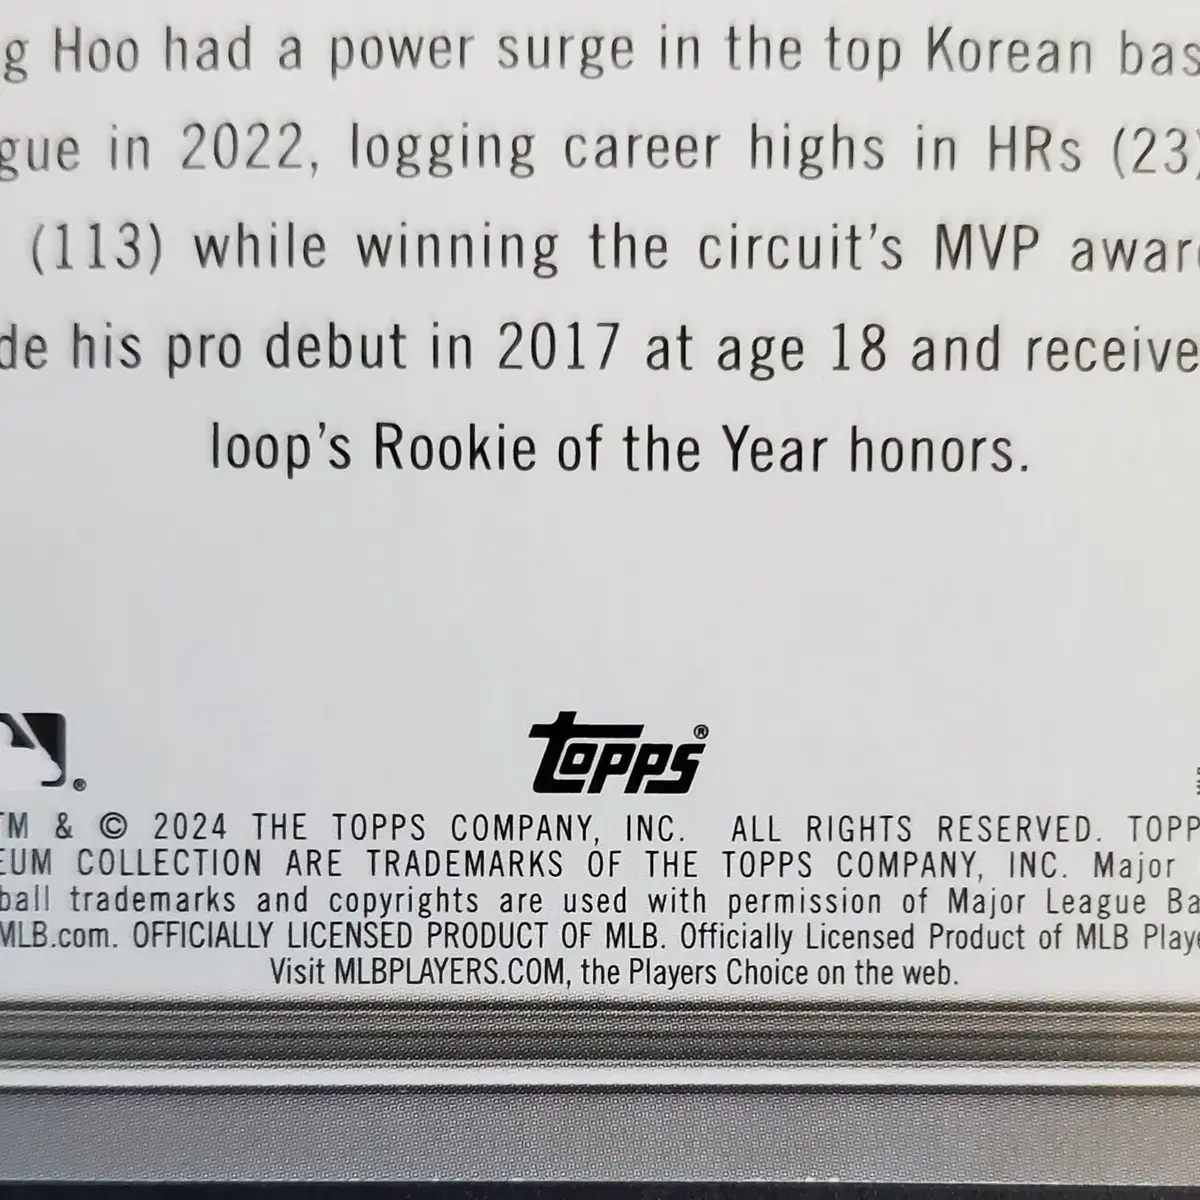 g Hoo had a power surge in the top Korean bas
gue in 2022, logging career highs in HRs (23)
(113) while winning the circuit's MVP awar
de his pro debut in 2017 at age 18 and receive
loop's Rookie of the Year honors.
®
Topps®
TM & © 2024 THE TOPPS COMPANY, INC. ALL RIGHTS RESERVED. TOPP
EUM COLLECTION ARE TRADEMARKS OF THE TOPPS COMPANY, INC. Major
ball trademarks and copyrights are used with permission of Major League Ba
MLB.com. OFFICIALLY LICENSED PRODUCT OF MLB. Officially Licensed Product of MLB Playe
Visit MLBPLAYERS.COM, the Players Choice on the web.